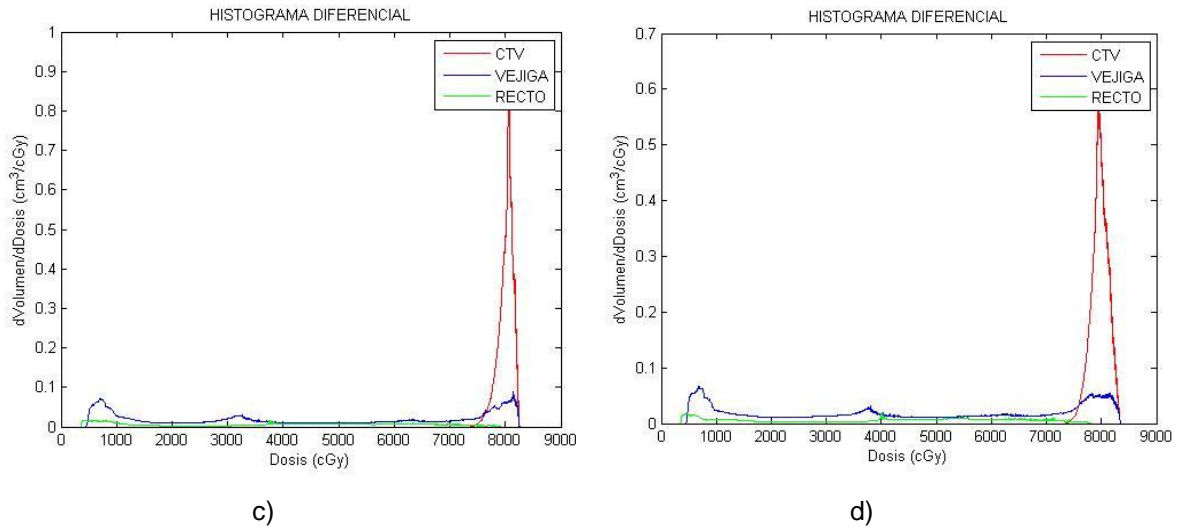 HISTOGRAMA DIFERENCIAL
1
0.9
0.8
0.7
0.6
0.5
0.4
0.3
0.2
0.1
0
dVolumen/dDosis (cm³/cGy)
CTV
VEJIGA
RECTO
0 1000 2000 3000 4000 5000 6000 7000 8000 9000
Dosis (cGy)
c)
HISTOGRAMA DIFERENCIAL
0.7
0.6
0.5
0.4
0.3
0.2
0.1
0
dVolumen/dDosis (cm³/cGy)
CTV
VEJIGA
RECTO
0 1000 2000 3000 4000 5000 6000 7000 8000 9000
Dosis (cGy)
d)